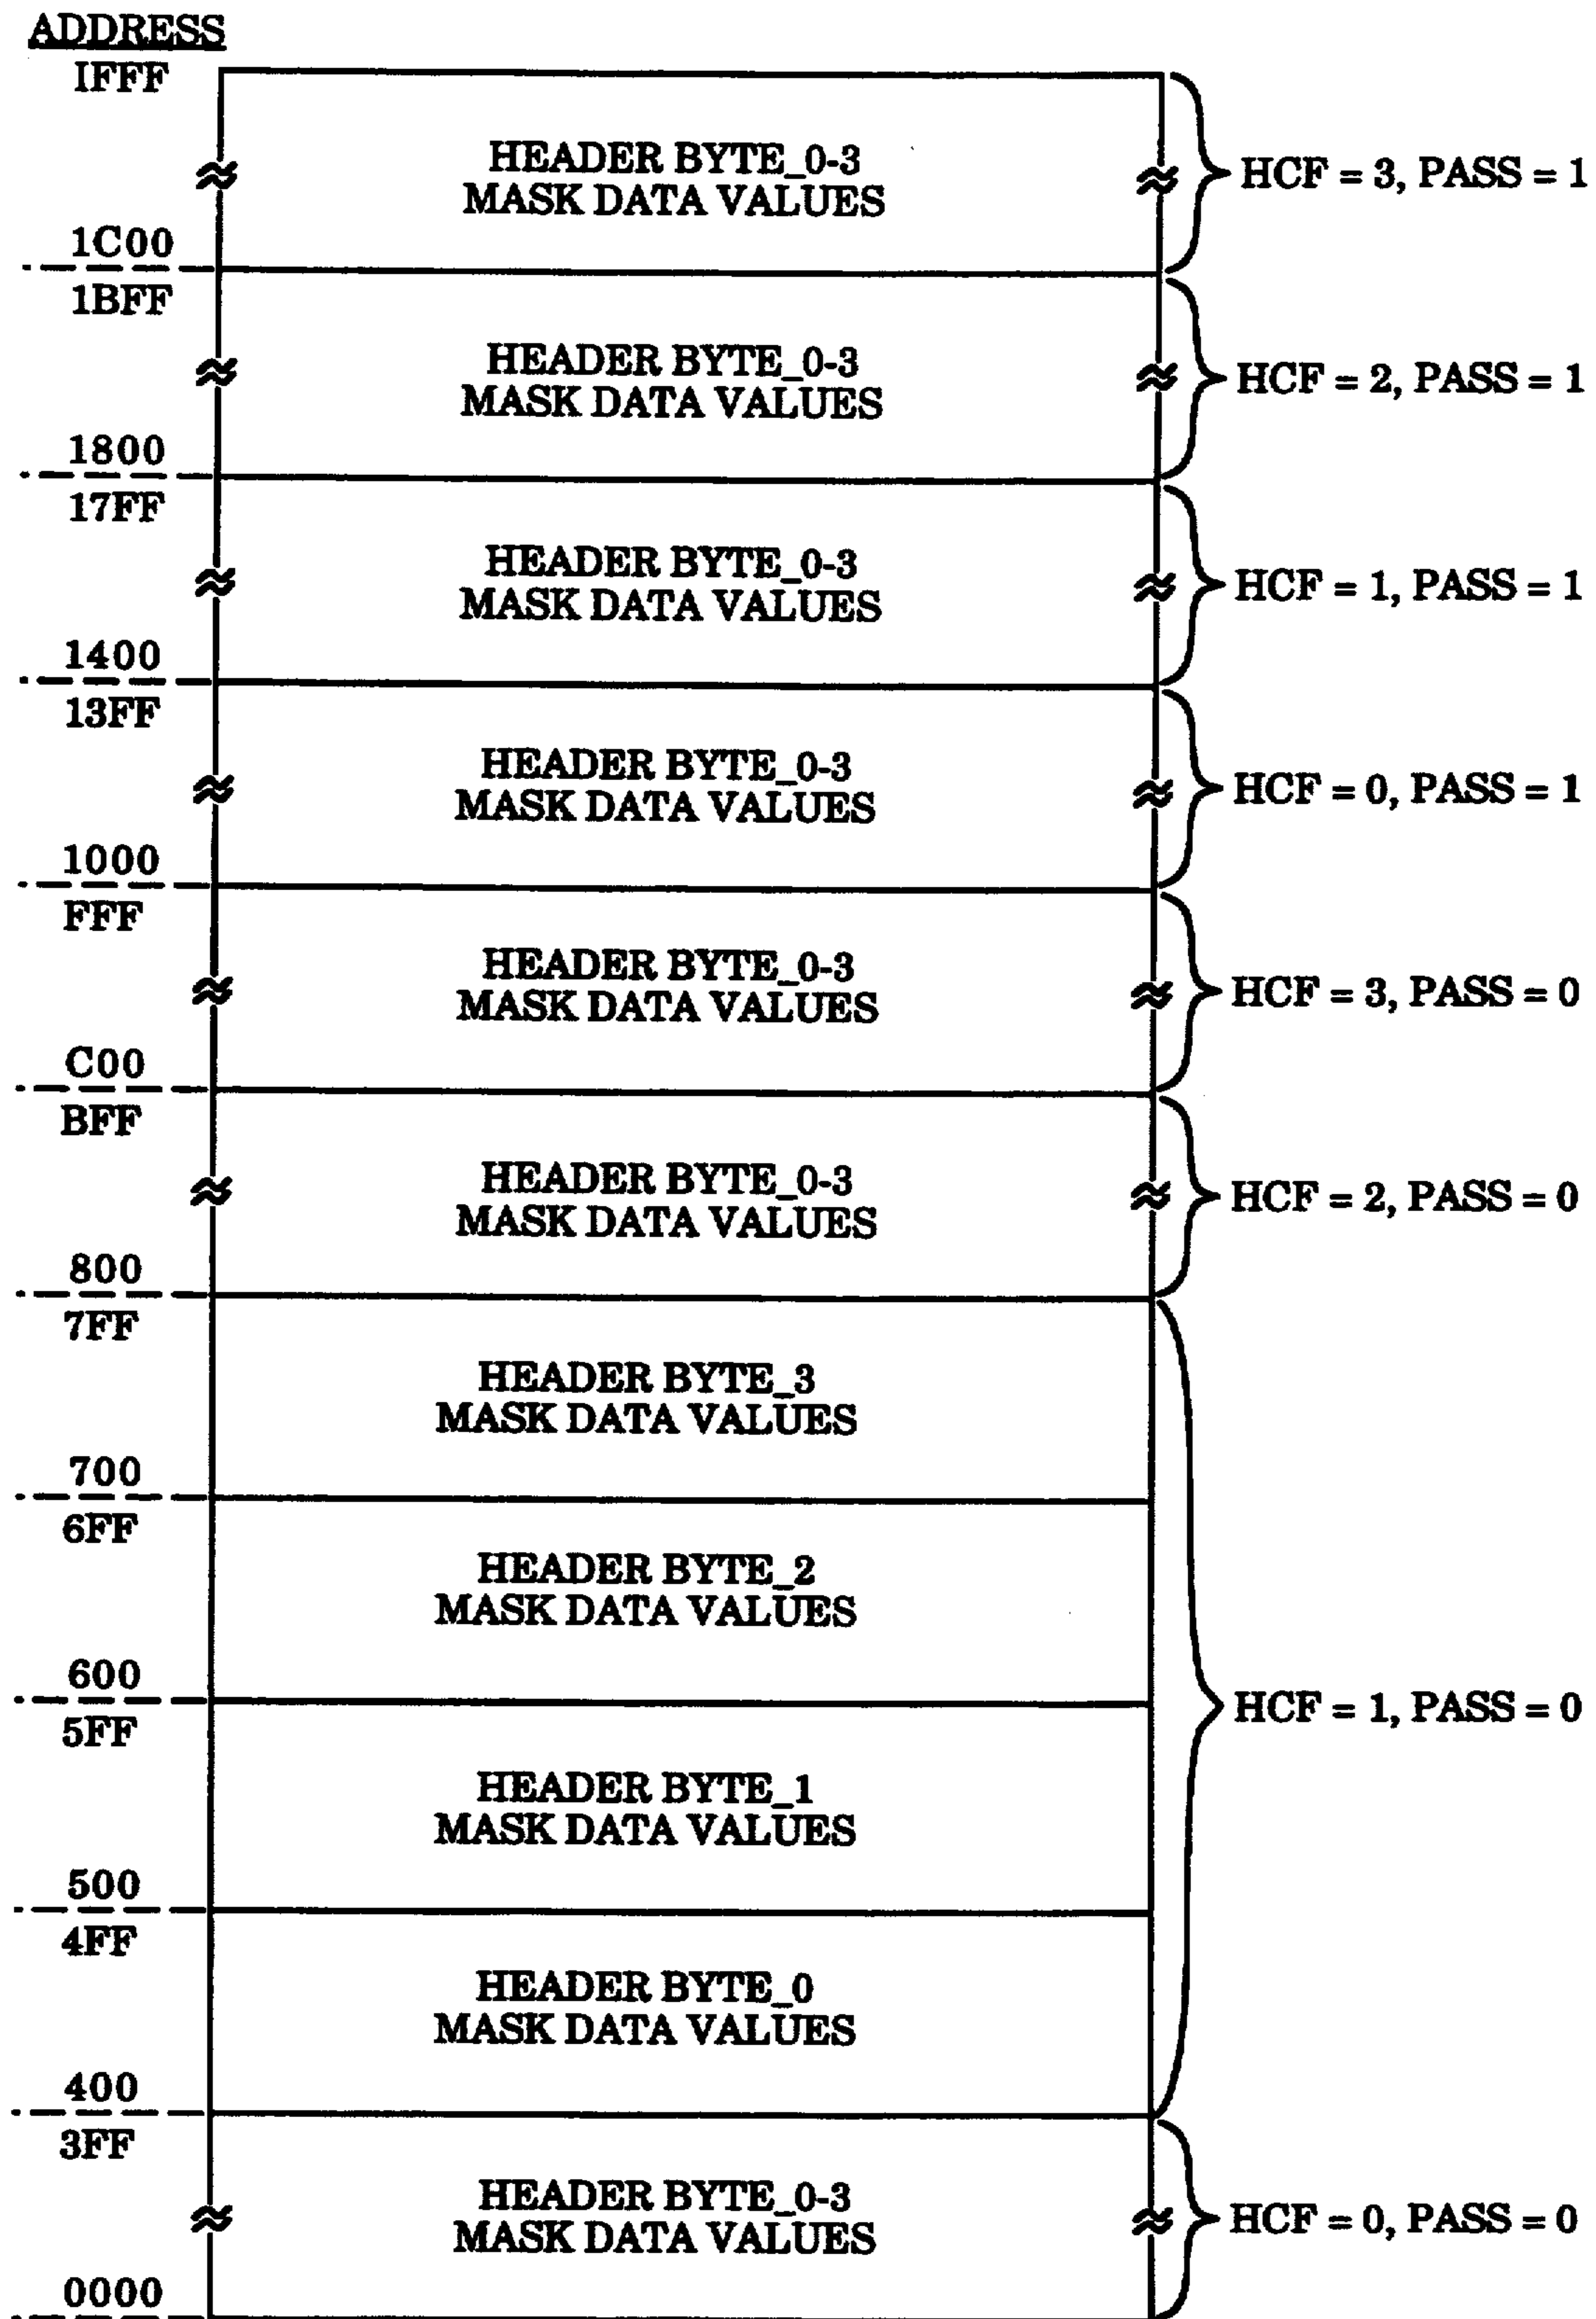 ADDRESS
IFFF
HEADER BYTE_0-3
MASK DATA VALUES
HCF = 3, PASS = 1
1C00
1BFF
HEADER BYTE_0-3
MASK DATA VALUES
HCF = 2, PASS = 1
1800
17FF
HEADER BYTE_0-3
MASK DATA VALUES
HCF = 1, PASS = 1
1400
13FF
HEADER BYTE_0-3
MASK DATA VALUES
HCF = 0, PASS = 1
1000
FFF
HEADER BYTE_0-3
MASK DATA VALUES
HCF = 3, PASS = 0
C00
BFF
HEADER BYTE_0-3
MASK DATA VALUES
HCF = 2, PASS = 0
800
7FF
HEADER BYTE_3
MASK DATA VALUES
700
6FF
HEADER BYTE_2
MASK DATA VALUES
600
HCF = 1, PASS = 0
5FF
HEADER BYTE_1
MASK DATA VALUES
500
4FF
HEADER BYTE_0
MASK DATA VALUES
400
3FF
HEADER BYTE_0-3
MASK DATA VALUES
HCF = 0, PASS = 0
0000